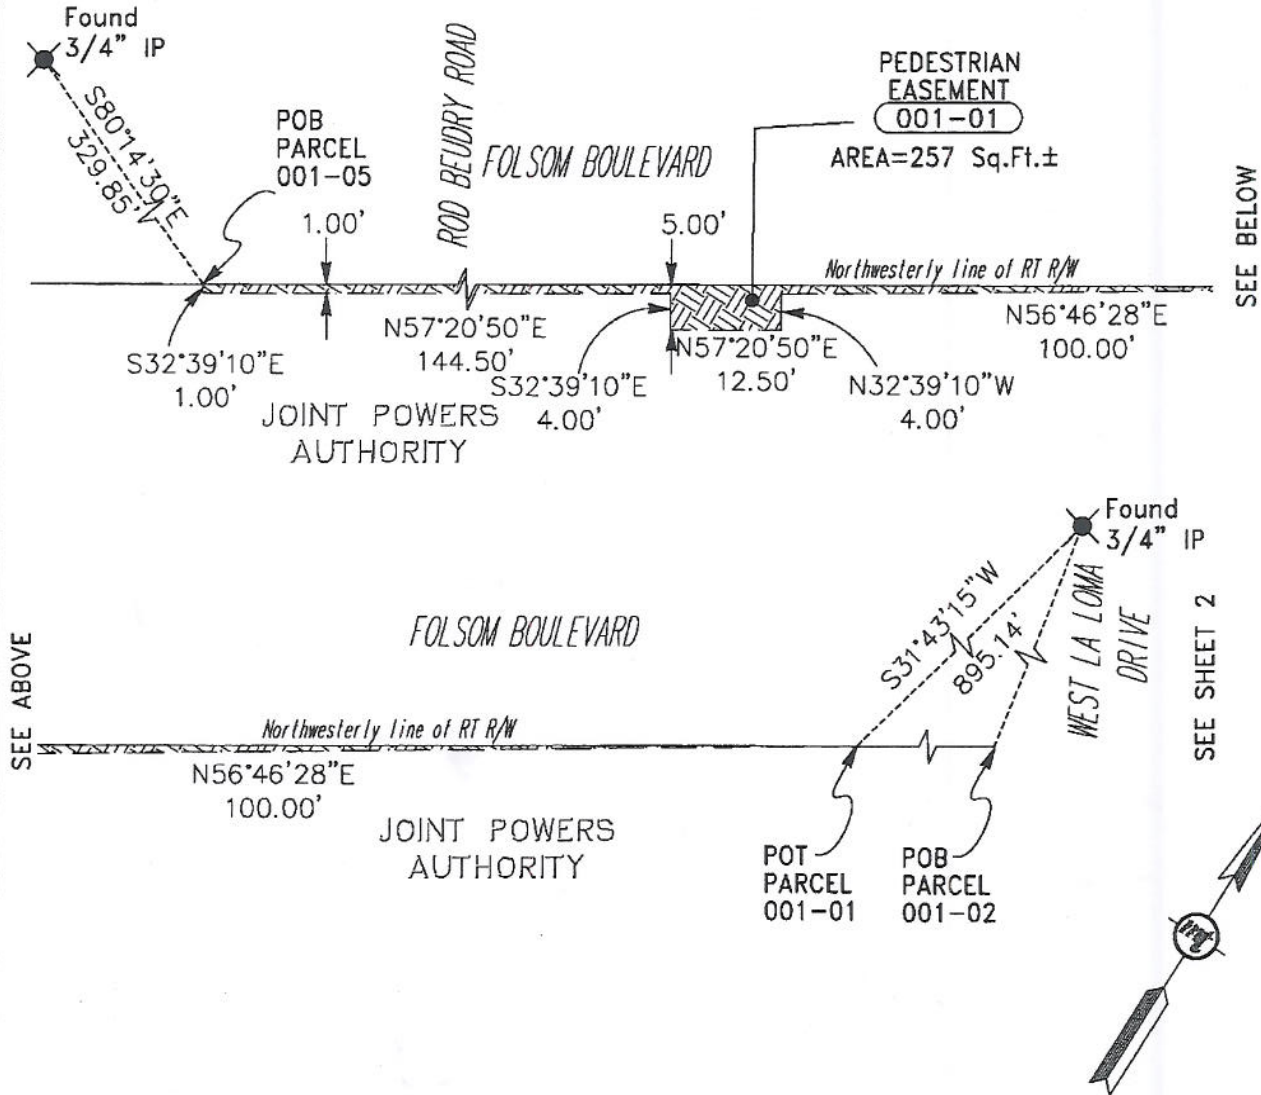 Found
3/4" IP
S80°14'30"E
329.85'
POB
PARCEL
001-05
ROD BEUDRY ROAD
FOLSOM BOULEVARD
PEDESTRIAN
EASEMENT
001-01
AREA=257 Sq.Ft.±
1.00'
5.00'
Northwesterly line of RT R/W
SEE BELOW
S32°39'10"E
1.00'
N57°20'50"E
144.50'
S32°39'10"E
4.00'
N57°20'50"E
12.50'
N32°39'10"W
4.00'
N56°46'28"E
100.00'
JOINT POWERS
AUTHORITY
Found
3/4" IP
SEE ABOVE
FOLSOM BOULEVARD
S31°43'15"W
895.14'
WEST LA LOMA
DRIVE
SEE SHEET 2
Northwesterly line of RT R/W
N56°46'28"E
100.00'
JOINT POWERS
AUTHORITY
POT
PARCEL
001-01
POB
PARCEL
001-02